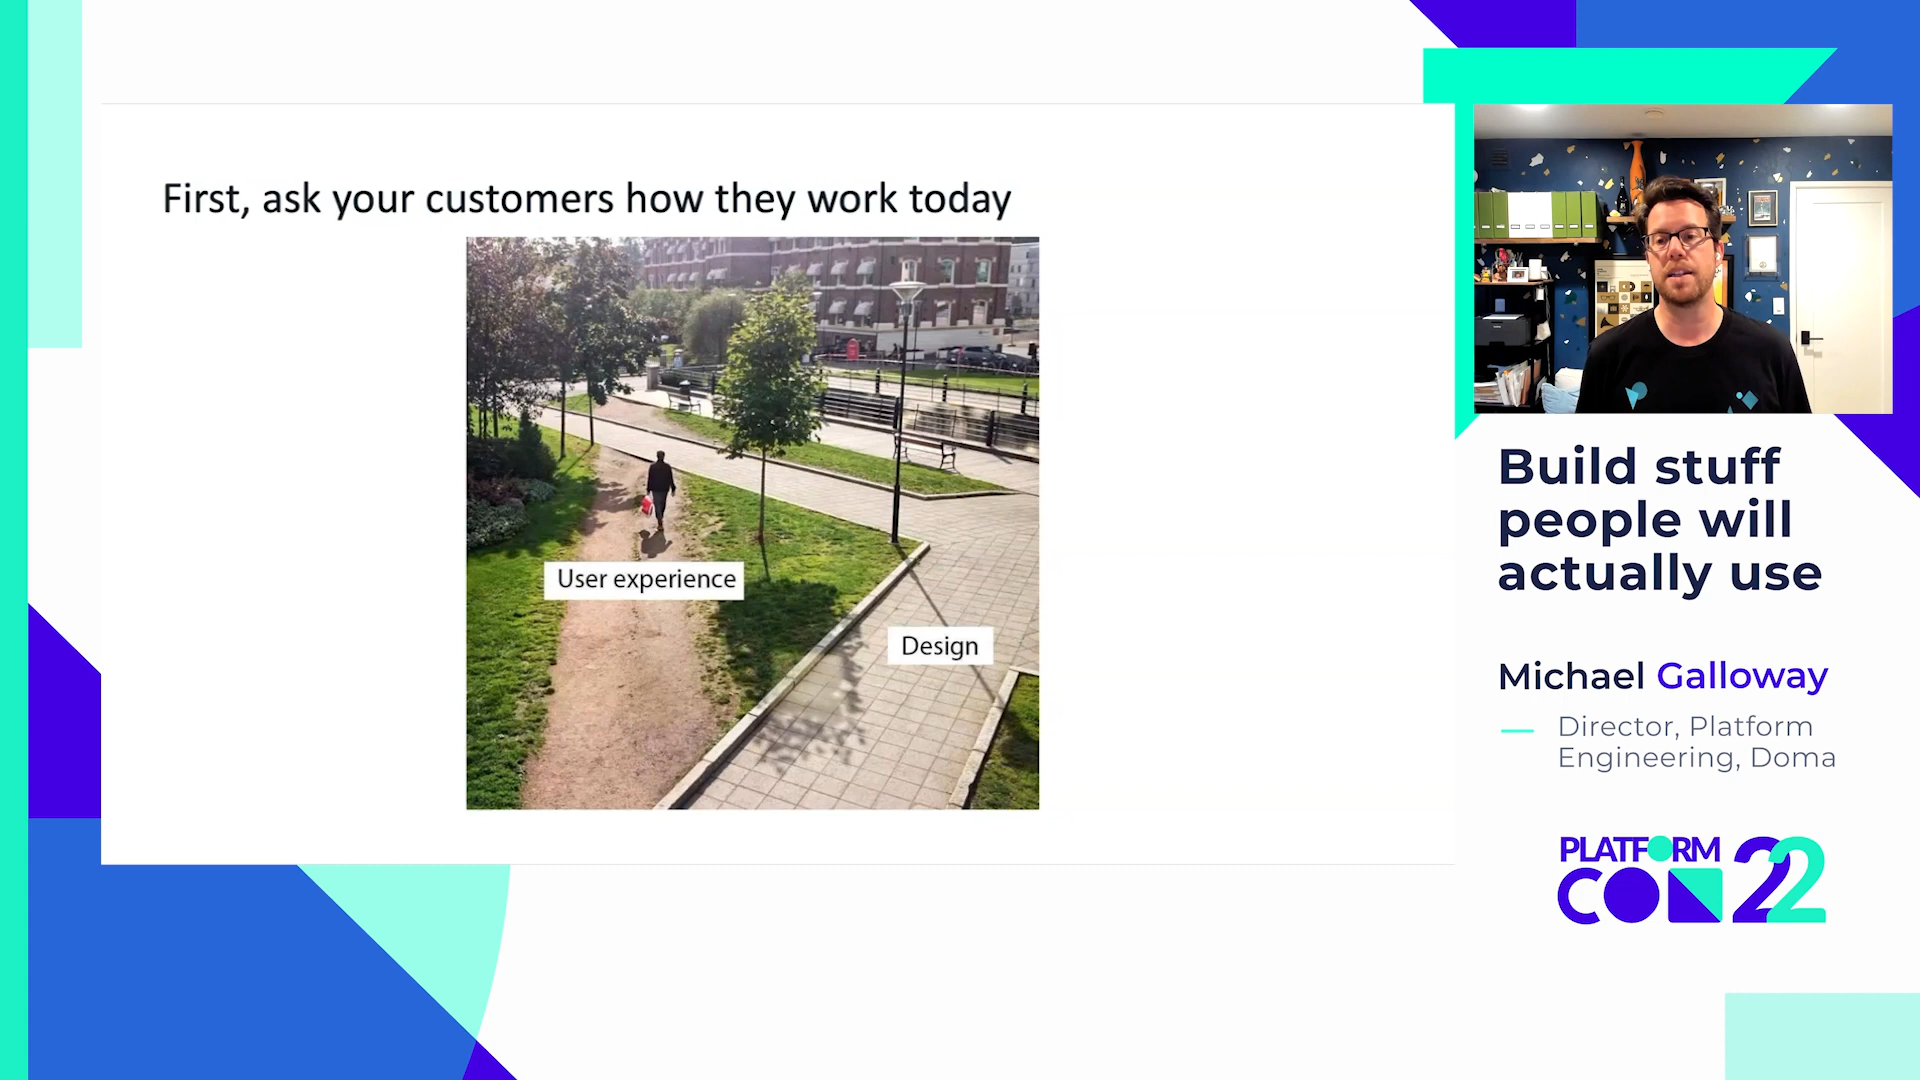 First, ask your customers how they work today
User experience
Design
Build stuff
people will
actually use
Michael Galloway
Director, Platform
Engineering, Doma
PLATFORM
CON 22